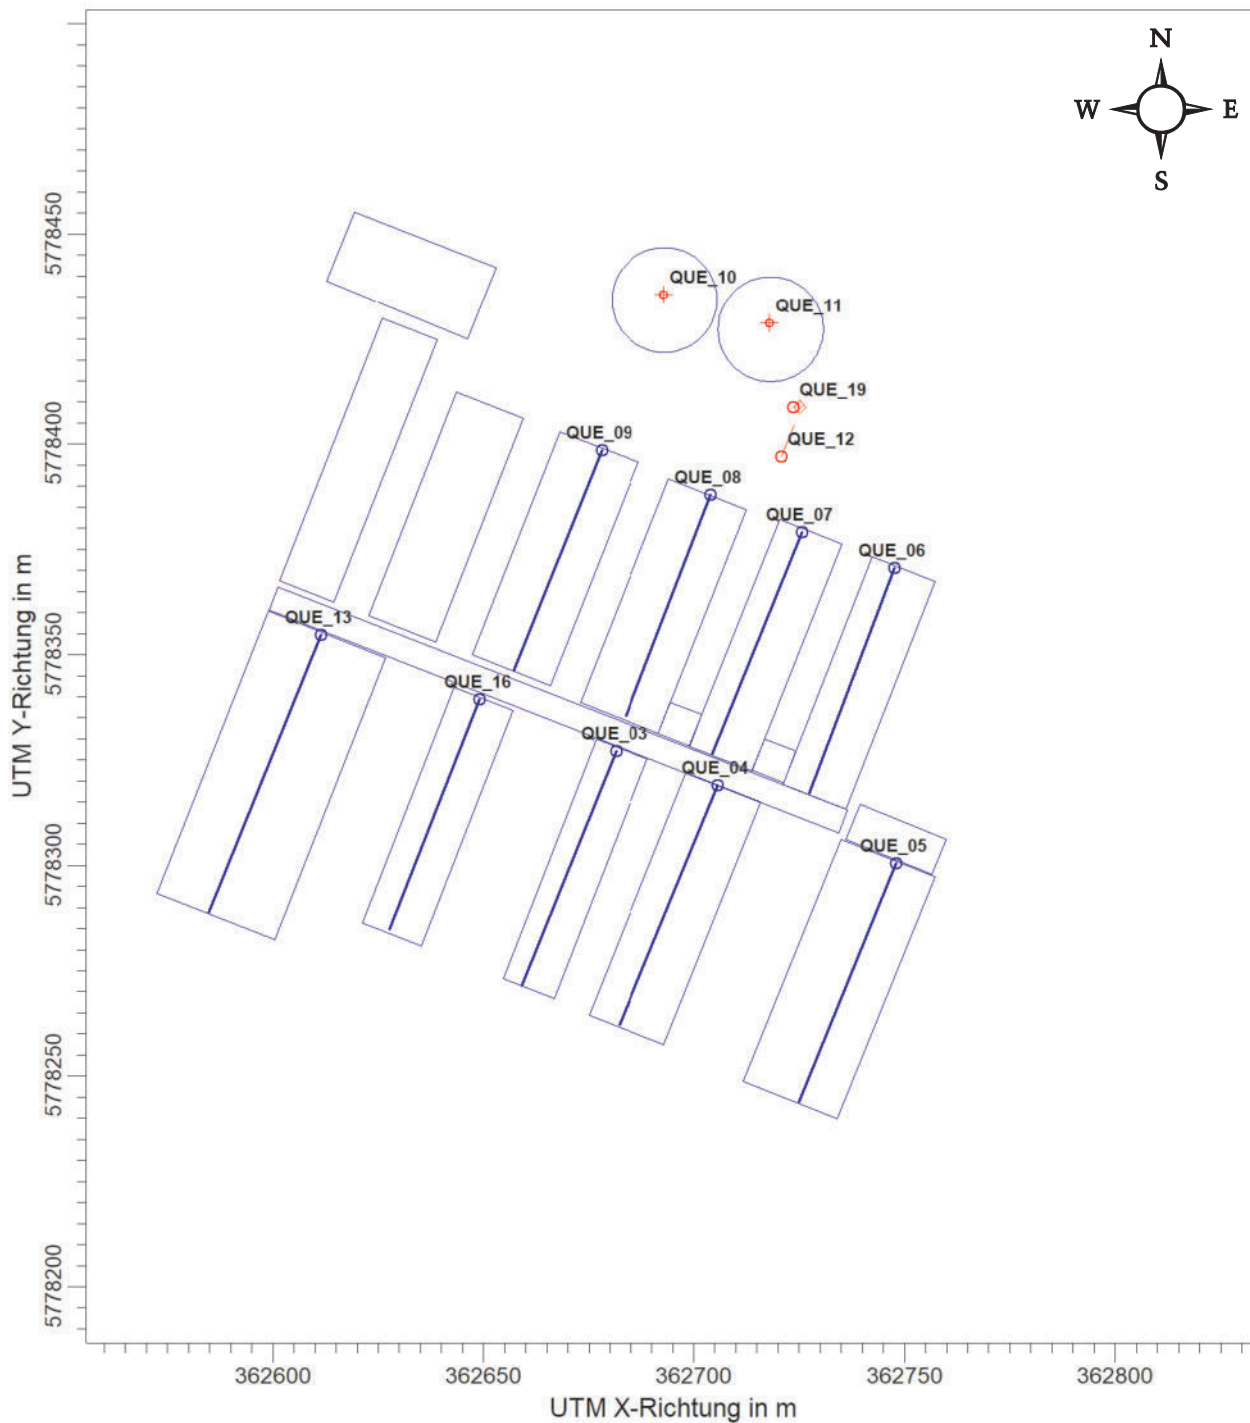 N
W E
S
5778450
QUE_10
QUE_11
QUE_19
5778400
QUE_09
QUE_12
QUE_08
QUE_07
QUE_06
5778350
QUE_13
QUE_16
QUE_03
QUE_04
UTM Y-Richtung in m
5778300
QUE_05
5778250
5778200
362600 362650 362700 362750 362800
UTM X-Richtung in m